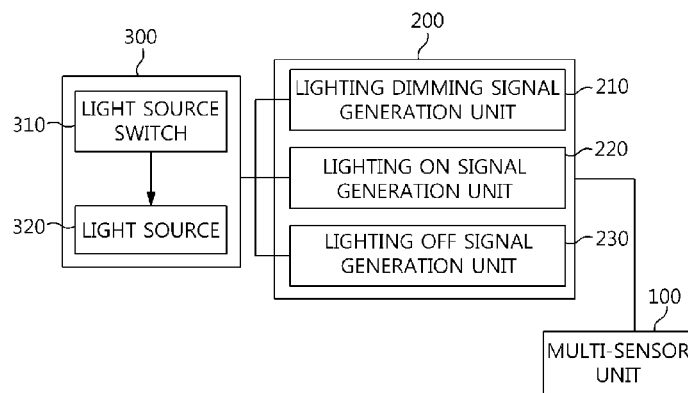 200
300
LIGHTING DIMMING SIGNAL
GENERATION UNIT
210
310
LIGHT SOURCE
SWITCH
220
LIGHTING ON SIGNAL
GENERATION UNIT
320
LIGHT SOURCE
230
LIGHTING OFF SIGNAL
GENERATION UNIT
100
MULTI-SENSOR
UNIT